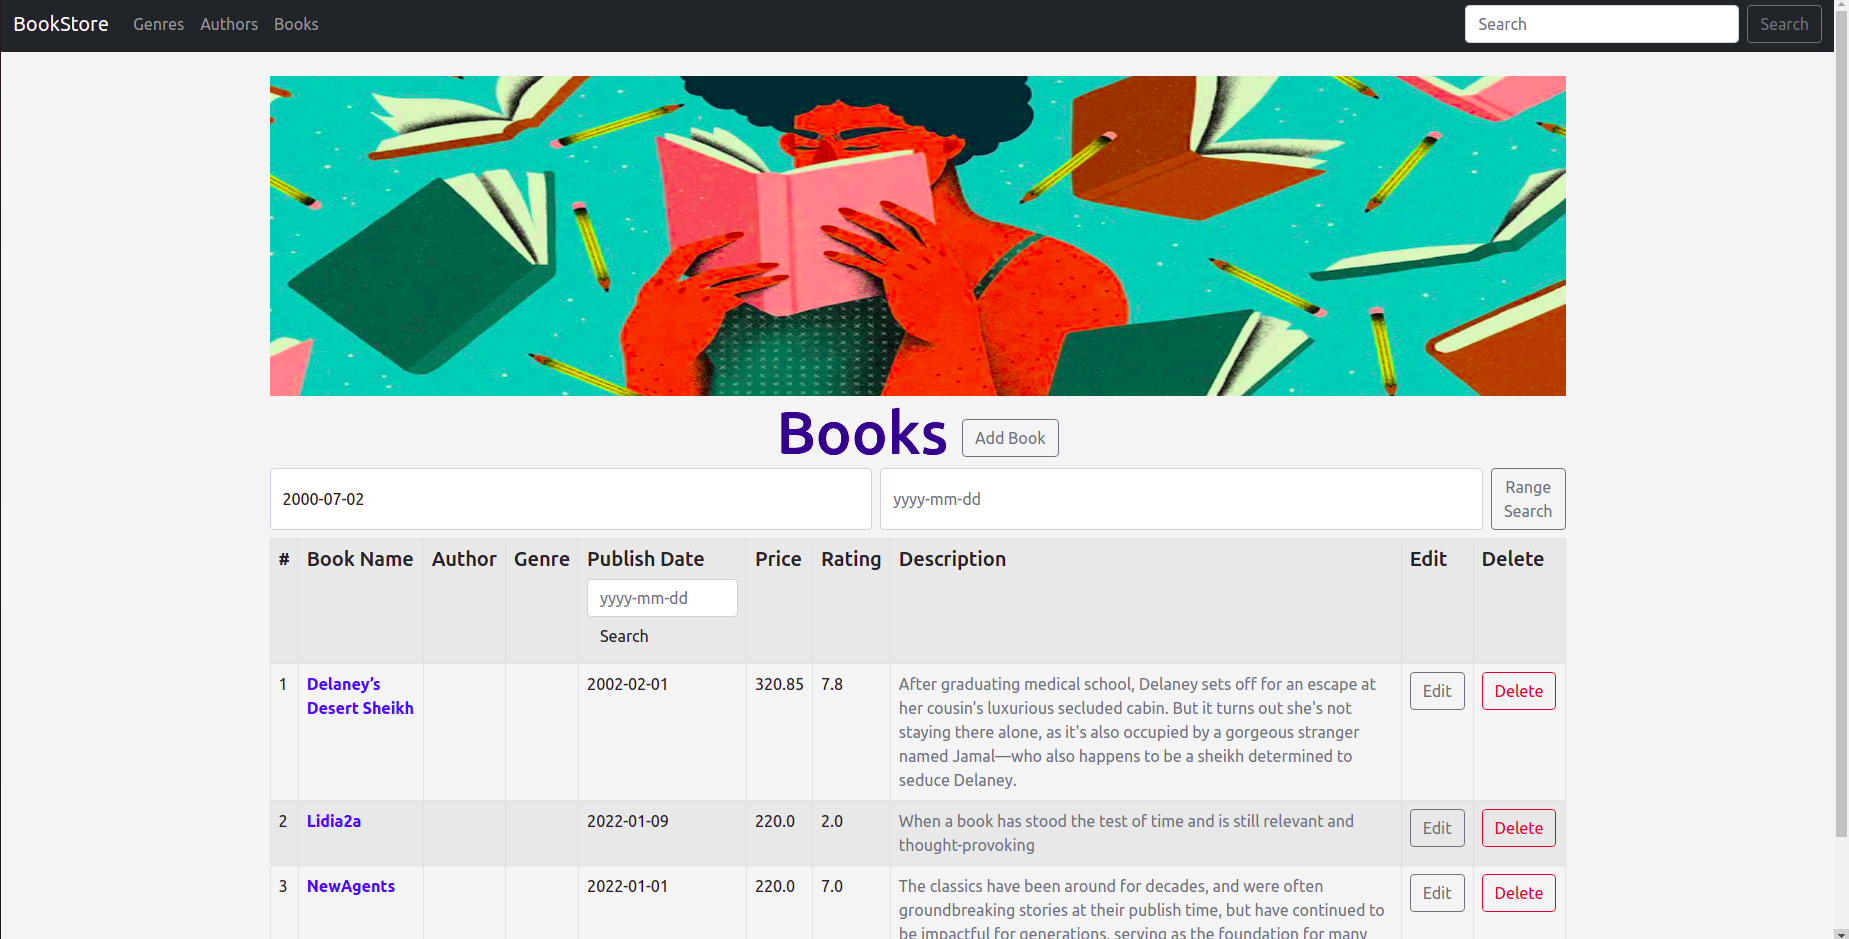 BookStore Genres Authors Books Search Search
Books Add Book
2000-07-02 yyyy-mm-dd Range
Search
# Book Name Author Genre Publish Date Price Rating Description Edit Delete
yyyy-mm-dd
Search
1 Delaney’s 2002-02-01 320.85 7.8 After graduating medical school, Delaney sets off for an escape at Edit Delete
Desert Sheikh her cousin's luxurious secluded cabin. But it turns out she's not
staying there alone, as it's also occupied by a gorgeous stranger
named Jamal—who also happens to be a sheikh determined to
seduce Delaney.
2 Lidia2a 2022-01-09 220.0 2.0 When a book has stood the test of time and is still relevant and Edit Delete
thought-provoking
3 NewAgents 2022-01-01 220.0 7.0 The classics have been around for decades, and were often Edit Delete
groundbreaking stories at their publish time, but have continued to
be impactful for generations, serving as the foundation for many